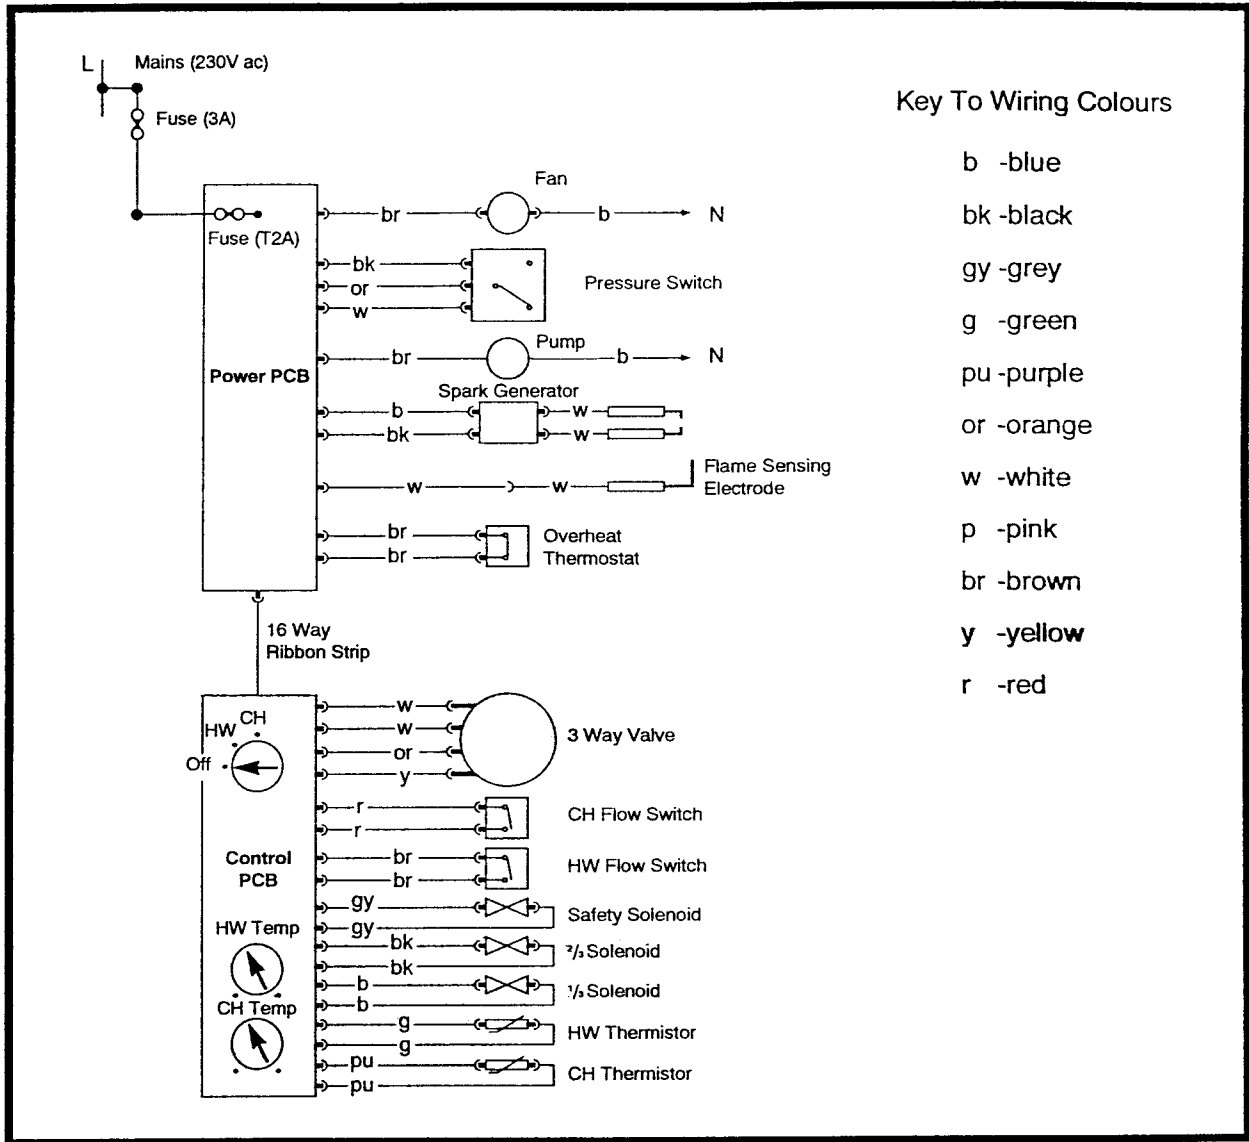 L Mains (230V ac)
Fuse (3A)
Fuse (T2A)
Fan
br b N
bk
or
w
Pressure Switch
Pump
br b N
Power PCB
Spark Generator
b w
bk w
w w
Flame Sensing
Electrode
br
br
Overheat
Thermostat
16 Way
Ribbon Strip
CH
HW
Off
w
w
or
y
3 Way Valve
r
r
CH Flow Switch
Control
PCB
br
br
HW Flow Switch
gy
gy
Safety Solenoid
HW Temp
bk
bk
²/₃ Solenoid
b
b
¹/₃ Solenoid
CH Temp
g
g
HW Thermistor
pu
pu
CH Thermistor
Key To Wiring Colours
b -blue
bk -black
gy -grey
g -green
pu -purple
or -orange
w -white
p -pink
br -brown
y -yellow
r -red